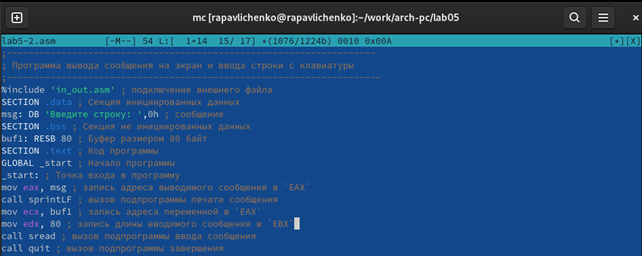 mc [rapavlichenko@rapavlichenko]:~/work/arch-pc/lab05
lab5-2.asm [-M--] 54 L:[ 1+14 15/ 17] *(1076/1224b) 0010 0x00A [*][X]
;--------------------------------------------------------------------
; Программа вывода сообщения на экран и ввода строки с клавиатуры
;---------------------------------------------------------------------
%include 'in_out.asm' ; подключение внешнего файла
SECTION .data ; Секция инициированных данных
msg: DB 'Введите строку: ',0h ; сообщение
SECTION .bss ; Секция не инициированных данных
buf1: RESB 80 ; Буфер размером 80 байт
SECTION .text ; Код программы
GLOBAL _start ; Начало программы
_start: ; Точка входа в программу
mov eax, msg ; запись адреса выводимого сообщения в `EAX`
call sprintLF ; вызов подпрограммы печати сообщения
mov ecx, buf1 ; запись адреса переменной в `EAX`
mov edx, 80 ; запись длины вводимого сообщения в `EBX`
call sread ; вызов подпрограммы ввода сообщения
call quit ; вызов подпрограммы завершения